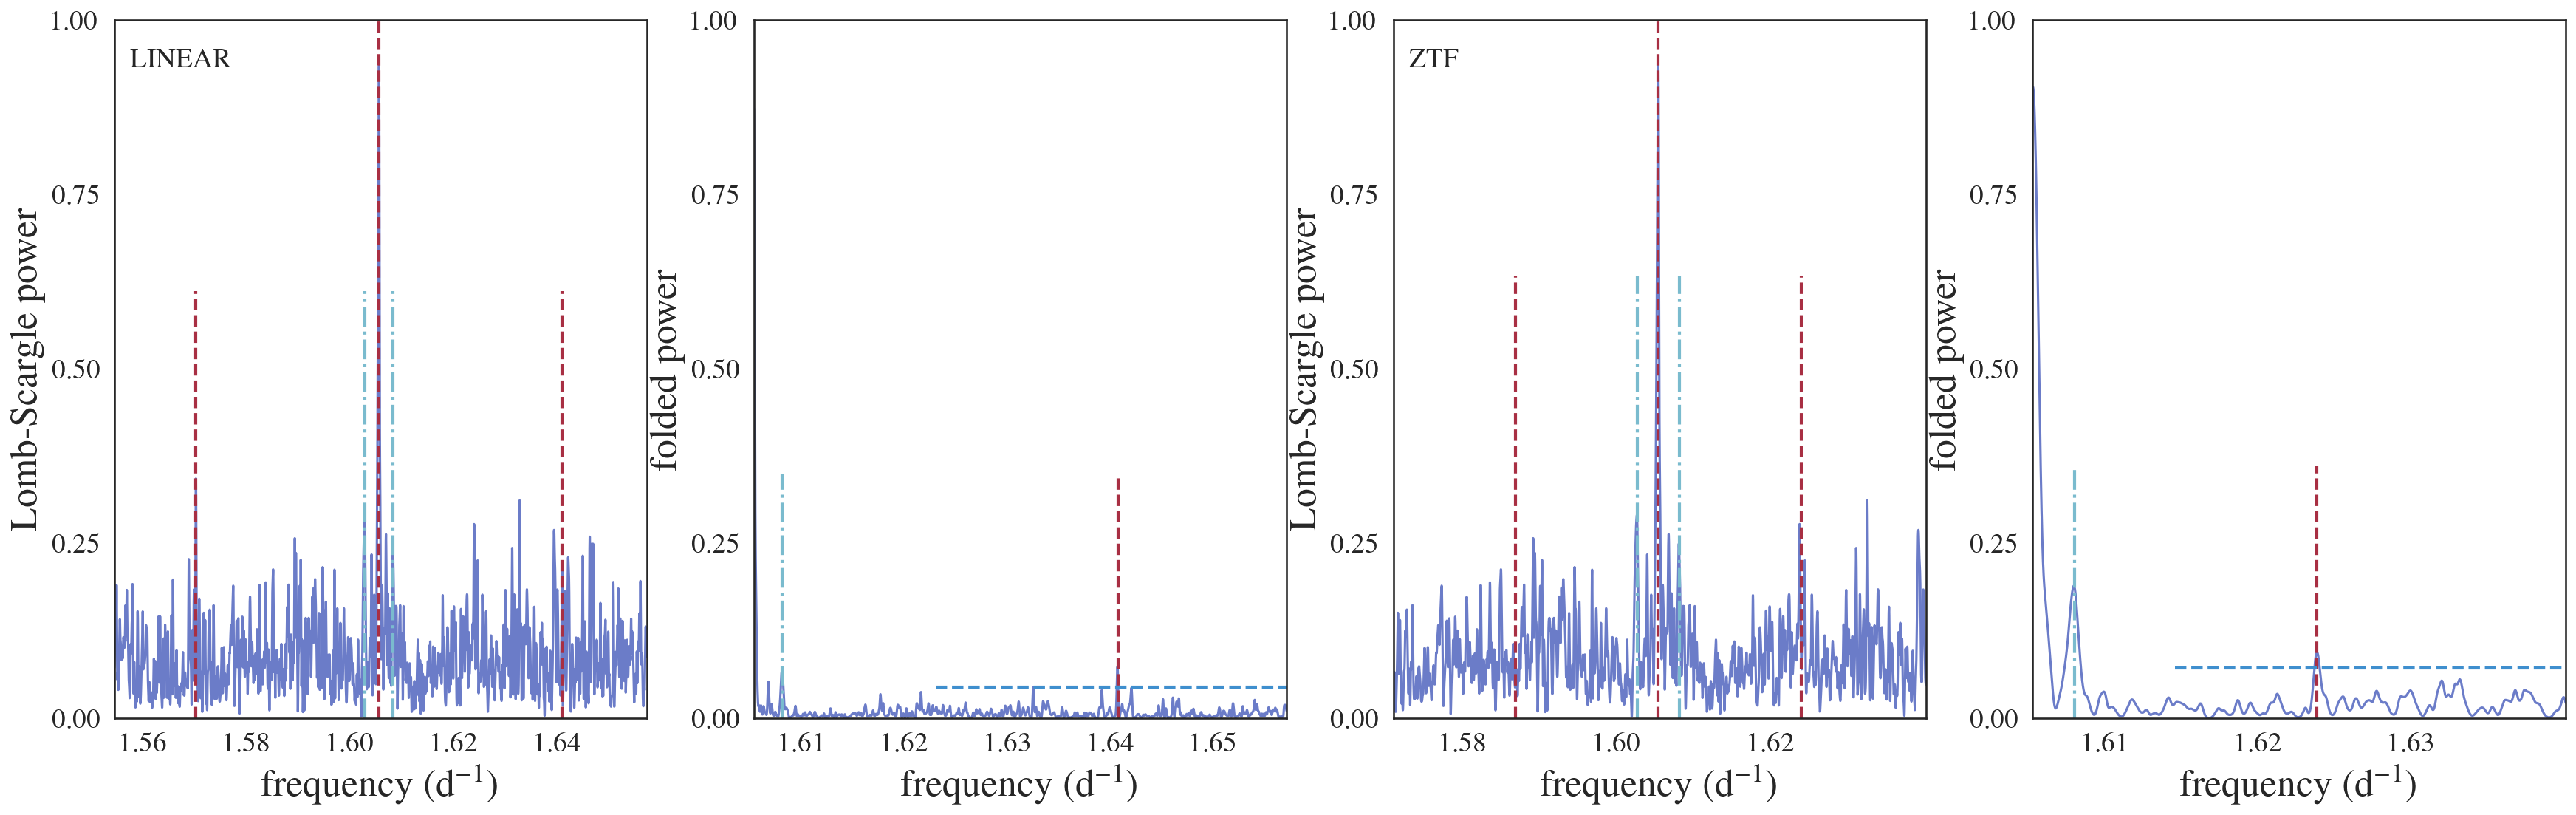 LINEAR
Lomb-Scargle power
1.00
0.75
0.50
0.25
0.00
1.56 1.58 1.60 1.62 1.64
frequency (d⁻¹)
folded power
1.00
0.75
0.50
0.25
0.00
1.61 1.62 1.63 1.64 1.65
frequency (d⁻¹)
ZTF
Lomb-Scargle power
1.00
0.75
0.50
0.25
0.00
1.58 1.60 1.62
frequency (d⁻¹)
folded power
1.00
0.75
0.50
0.25
0.00
1.61 1.62 1.63
frequency (d⁻¹)